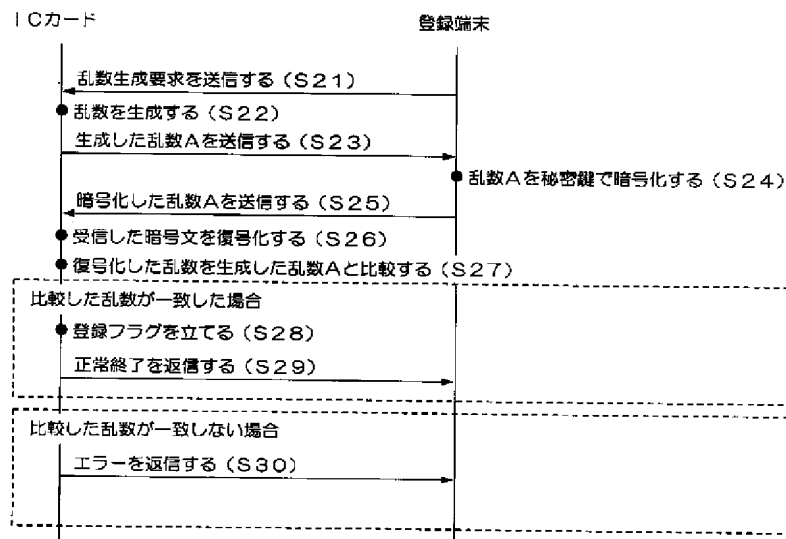 ICカード
登録端末
乱数生成要求を送信する(S21)
乱数を生成する(S22)
生成した乱数Aを送信する(S23)
乱数Aを秘密鍵で暗号化する(S24)
暗号化した乱数Aを送信する(S25)
受信した暗号文を復号化する(S26)
復号化した乱数を生成した乱数Aと比較する(S27)
比較した乱数が一致した場合
登録フラグを立てる(S28)
正常終了を返信する(S29)
比較した乱数が一致しない場合
エラーを返信する(S30)